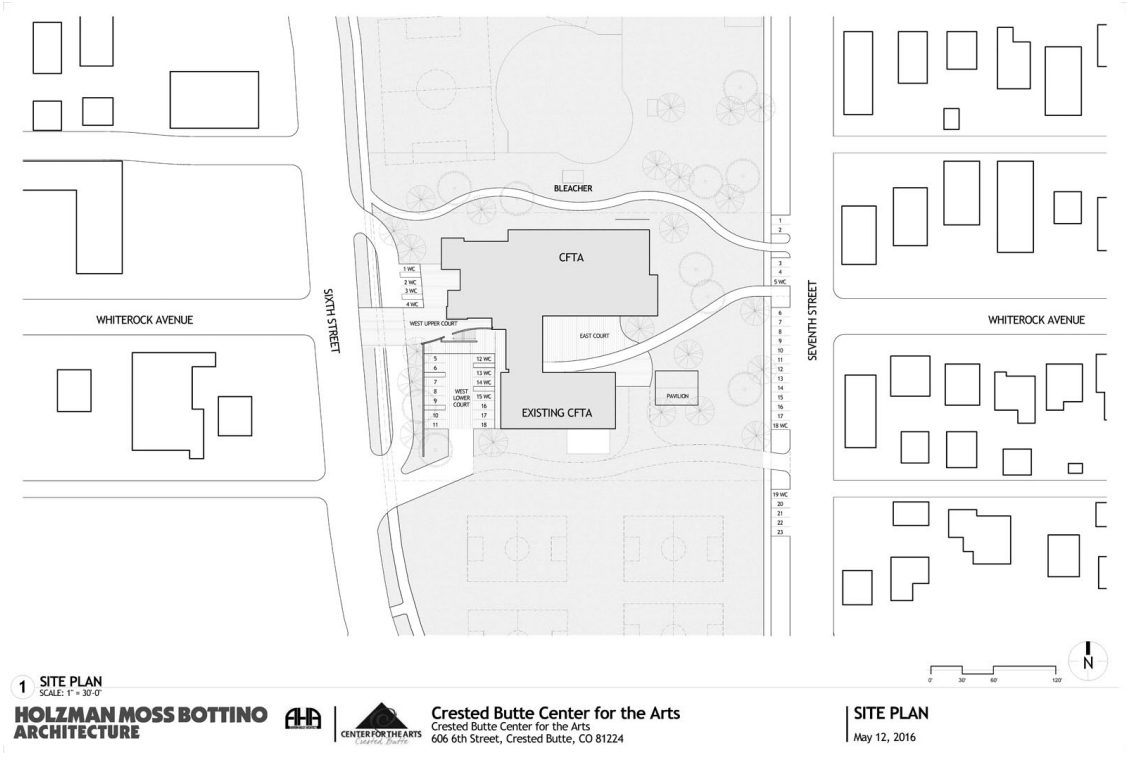 BLEACHER
CFTA
1
2
3
4
5 WC
6
7
8
9
10
11
12
13
14
15
16
17
18 WC
19 WC
20
21
22
23
1 WC
2 WC
3 WC
4 WC
WEST UPPER COURT
EAST COURT
5
6
7
8
9
10
11
WEST
LOWER
COURT
12 WC
13 WC
14 WC
15 WC
16
17
18
PAVILION
EXISTING CFTA
SIXTH STREET
SEVENTH STREET
WHITEROCK AVENUE
WHITEROCK AVENUE
1
SITE PLAN
SCALE: 1" = 30'-0"
0'
30'
60'
120'
N
HOLZMAN MOSS BOTTINO
ARCHITECTURE
AHA
CENTER FOR THE ARTS
Crested Butte
Crested Butte Center for the Arts
Crested Butte Center for the Arts
606 6th Street, Crested Butte, CO 81224
SITE PLAN
May 12, 2016